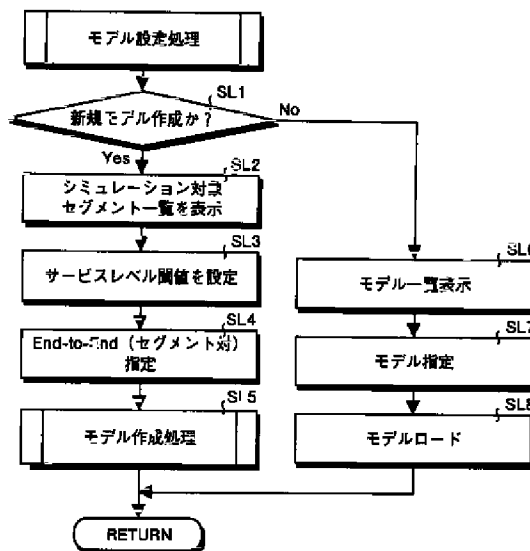 モデル設定処理
SL1
新規モデル作成か?
No
Yes
SL2
シミュレーション対象
セグメント一覧を表示
SL3
サービスレベル閾値を設定
SL4
End-to-End(セグメント対)
指定
SL5
モデル作成処理
SL6
モデル一覧表示
SL7
モデル指定
SL8
モデルロード
RETURN